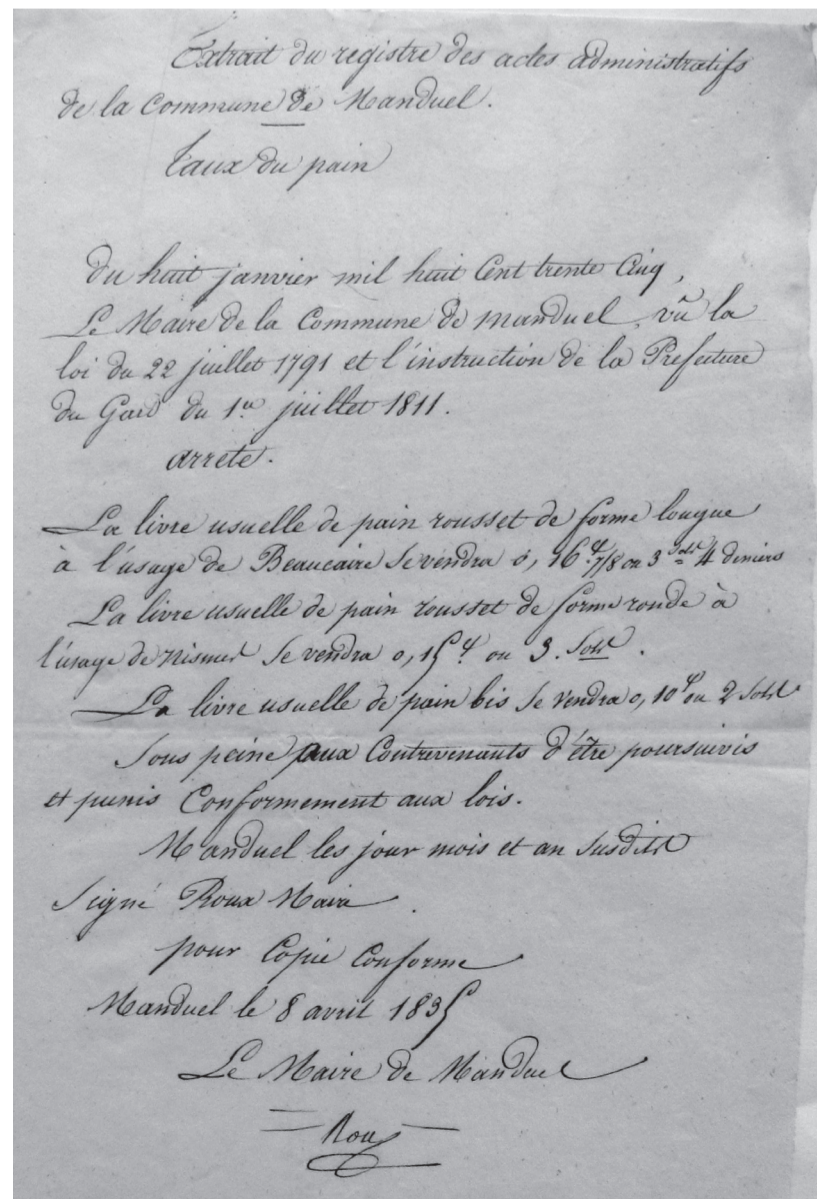 Extrait du registre des actes administratifs
de la Commune de Manduel.
Taux du pain
Du huit janvier mil huit Cent trente Cinq,
Le Maire de la Commune de manduel, vû la
loi du 22 juillet 1791 et l'instruction de la Prefecture
du Gard du 1er juillet 1811.
arrete.
La livre usuelle de pain rousset de forme longue
à l'usage de Beaucaire Se vendra 0, 16 c 7/8 ou 3 Sols 4 deniers
La livre usuelle de pain rousset de forme ronde à
l'usage de Nismes Se vendra 0, 15 c ou 3. Sols.
La livre usuelle de pain bis Se vendra 0, 10 c ou 2 Sols
Sous peine aux Contrevenants d'être poursuivis
et punis Conformement aux lois.
Manduel les jour mois et an Susdits
Signé Roux Maire.
pour Copie Conforme
Manduel le 8 avril 1835
Le Maire de Manduel
Roux